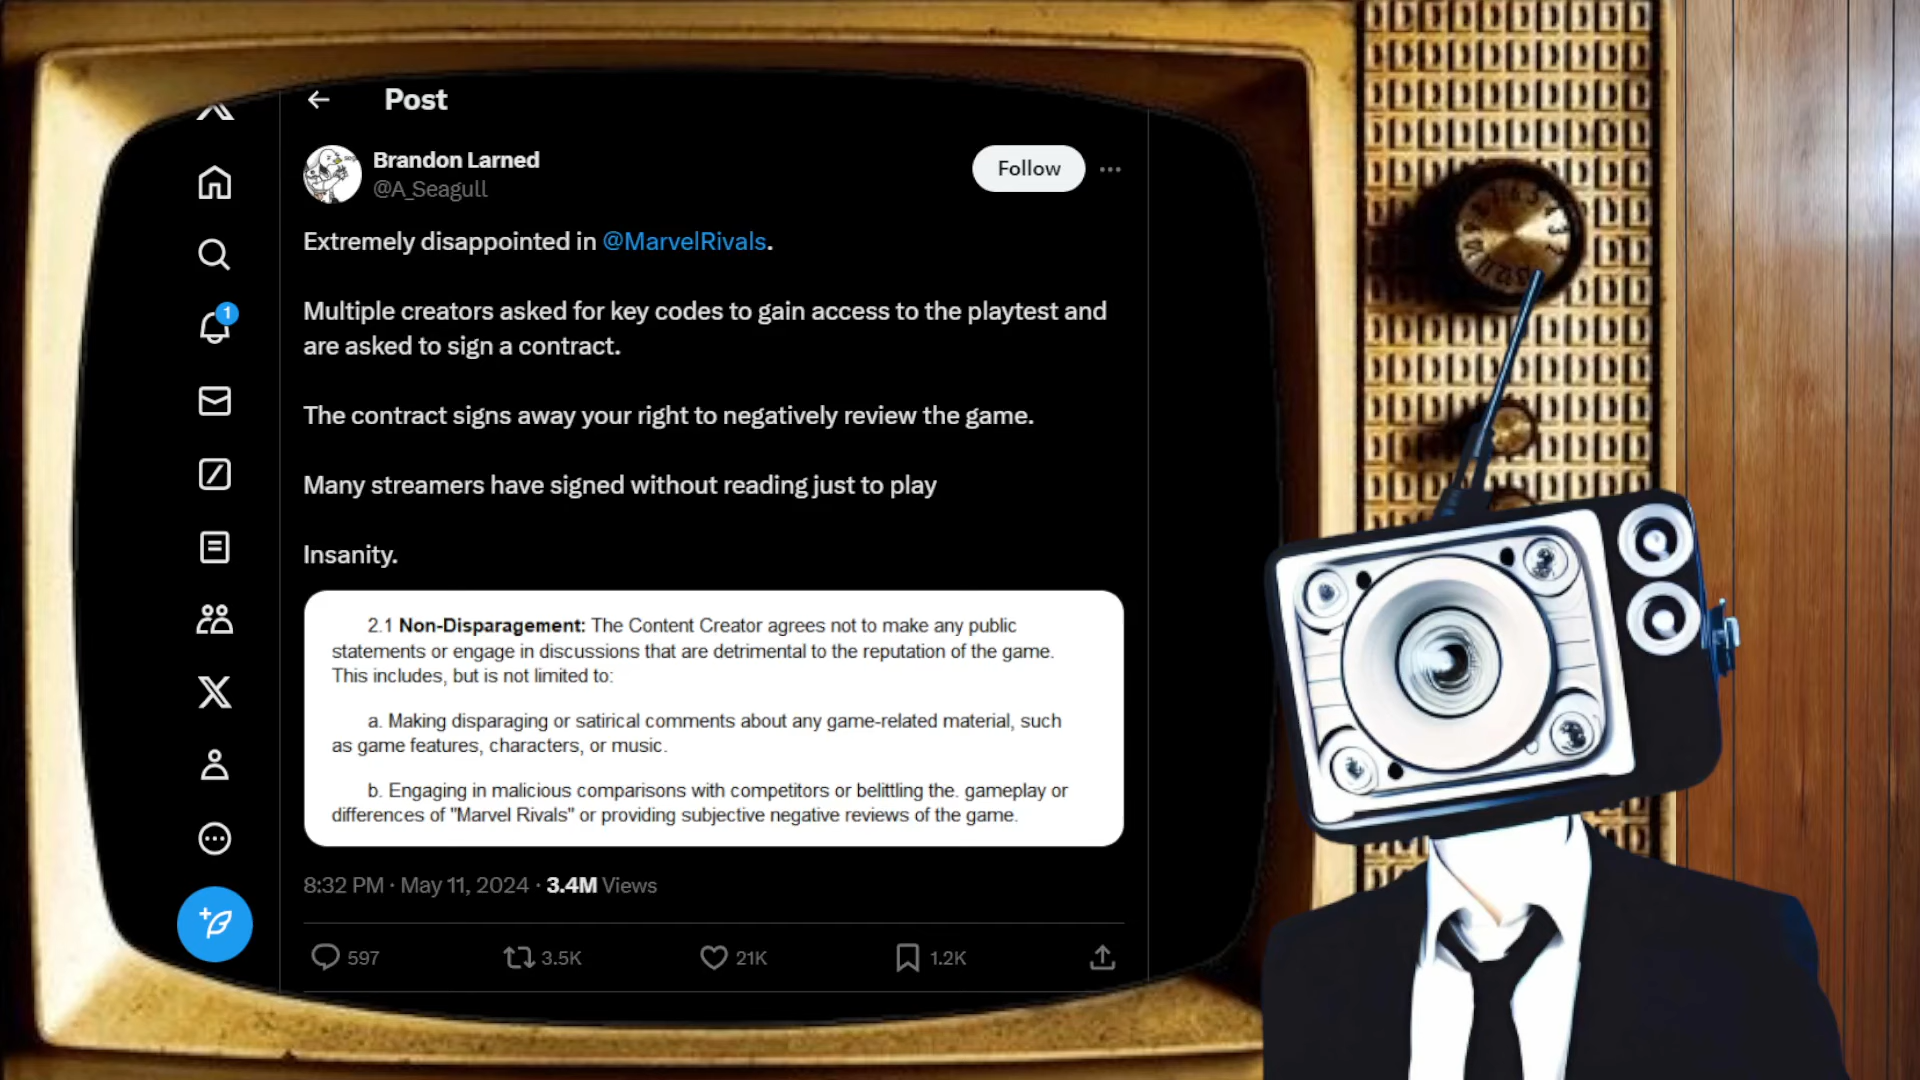 Post
Brandon Larned
@A_Seagull
Follow
Extremely disappointed in @MarvelRivals.
Multiple creators asked for key codes to gain access to the playtest and
are asked to sign a contract.
The contract signs away your right to negatively review the game.
Many streamers have signed without reading just to play
Insanity.
2.1 Non-Disparagement: The Content Creator agrees not to make any public
statements or engage in discussions that are detrimental to the reputation of the game.
This includes, but is not limited to:
a. Making disparaging or satirical comments about any game-related material, such
as game features, characters, or music.
b. Engaging in malicious comparisons with competitors or belittling the. gameplay or
differences of "Marvel Rivals" or providing subjective negative reviews of the game.
8:32 PM · May 11, 2024 · 3.4M Views
597 3.5K 21K 1.2K
1